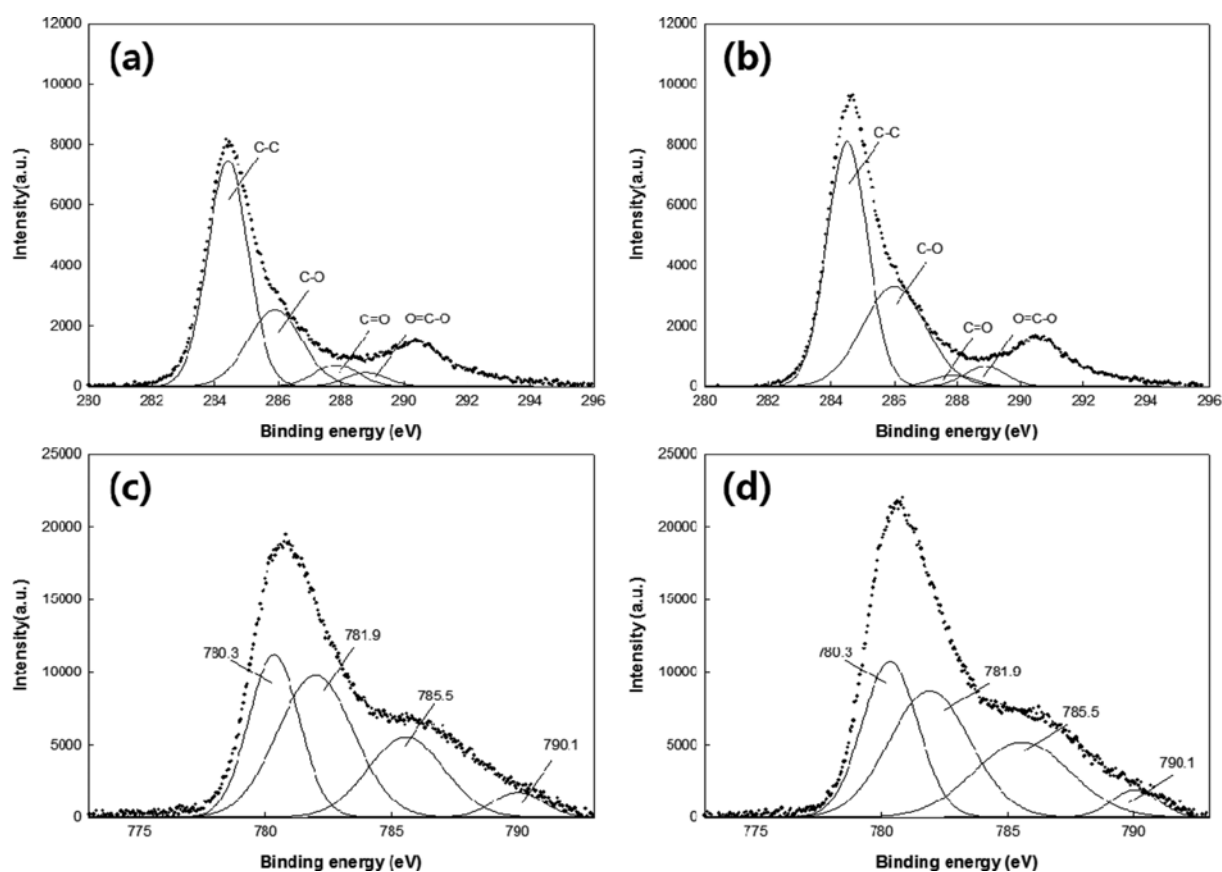 (a)
12000
10000
8000
6000
4000
2000
0
Intensity(a.u.)
C-C
C-O
C=O
O=C-O
280 282 284 286 288 290 292 294 296
Binding energy (eV)
(b)
12000
10000
8000
6000
4000
2000
0
Intensity(a.u.)
C-C
C-O
C=O
O=C-O
280 282 284 286 288 290 292 294 296
Binding energy (eV)
(c)
25000
20000
15000
10000
5000
0
Intensity(a.u.)
780.3
781.9
785.5
790.1
775 780 785 790
Binding energy (eV)
(d)
25000
20000
15000
10000
5000
0
Intensity (a.u.)
780.3
781.9
785.5
790.1
775 780 785 790
Binding energy (eV)